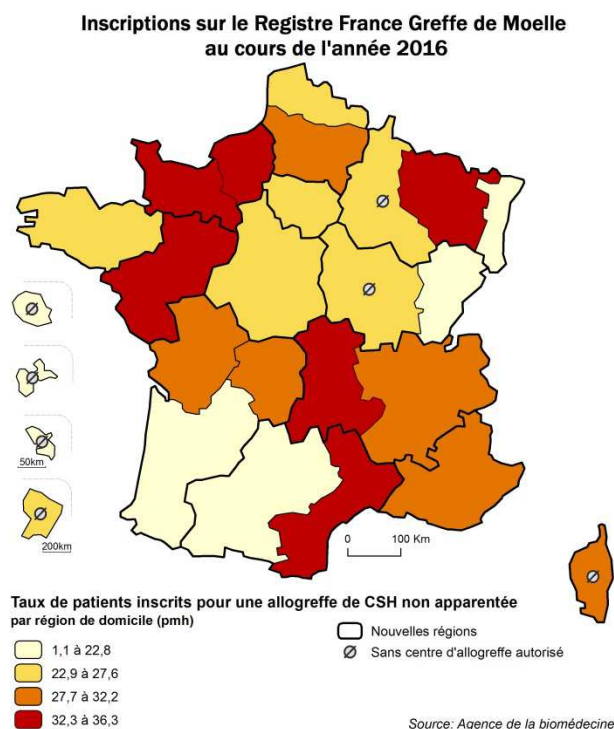 Inscriptions sur le Registre France Greffe de Moelle
au cours de l'année 2016
50km
200km
0 100 Km
Taux de patients inscrits pour une allogreffe de CSH non apparentée
par région de domicile (pmh)
1,1 à 22,8
22,9 à 27,6
27,7 à 32,2
32,3 à 36,3
Nouvelles régions
Sans centre d'allogreffe autorisé
Source: Agence de la biomédecine